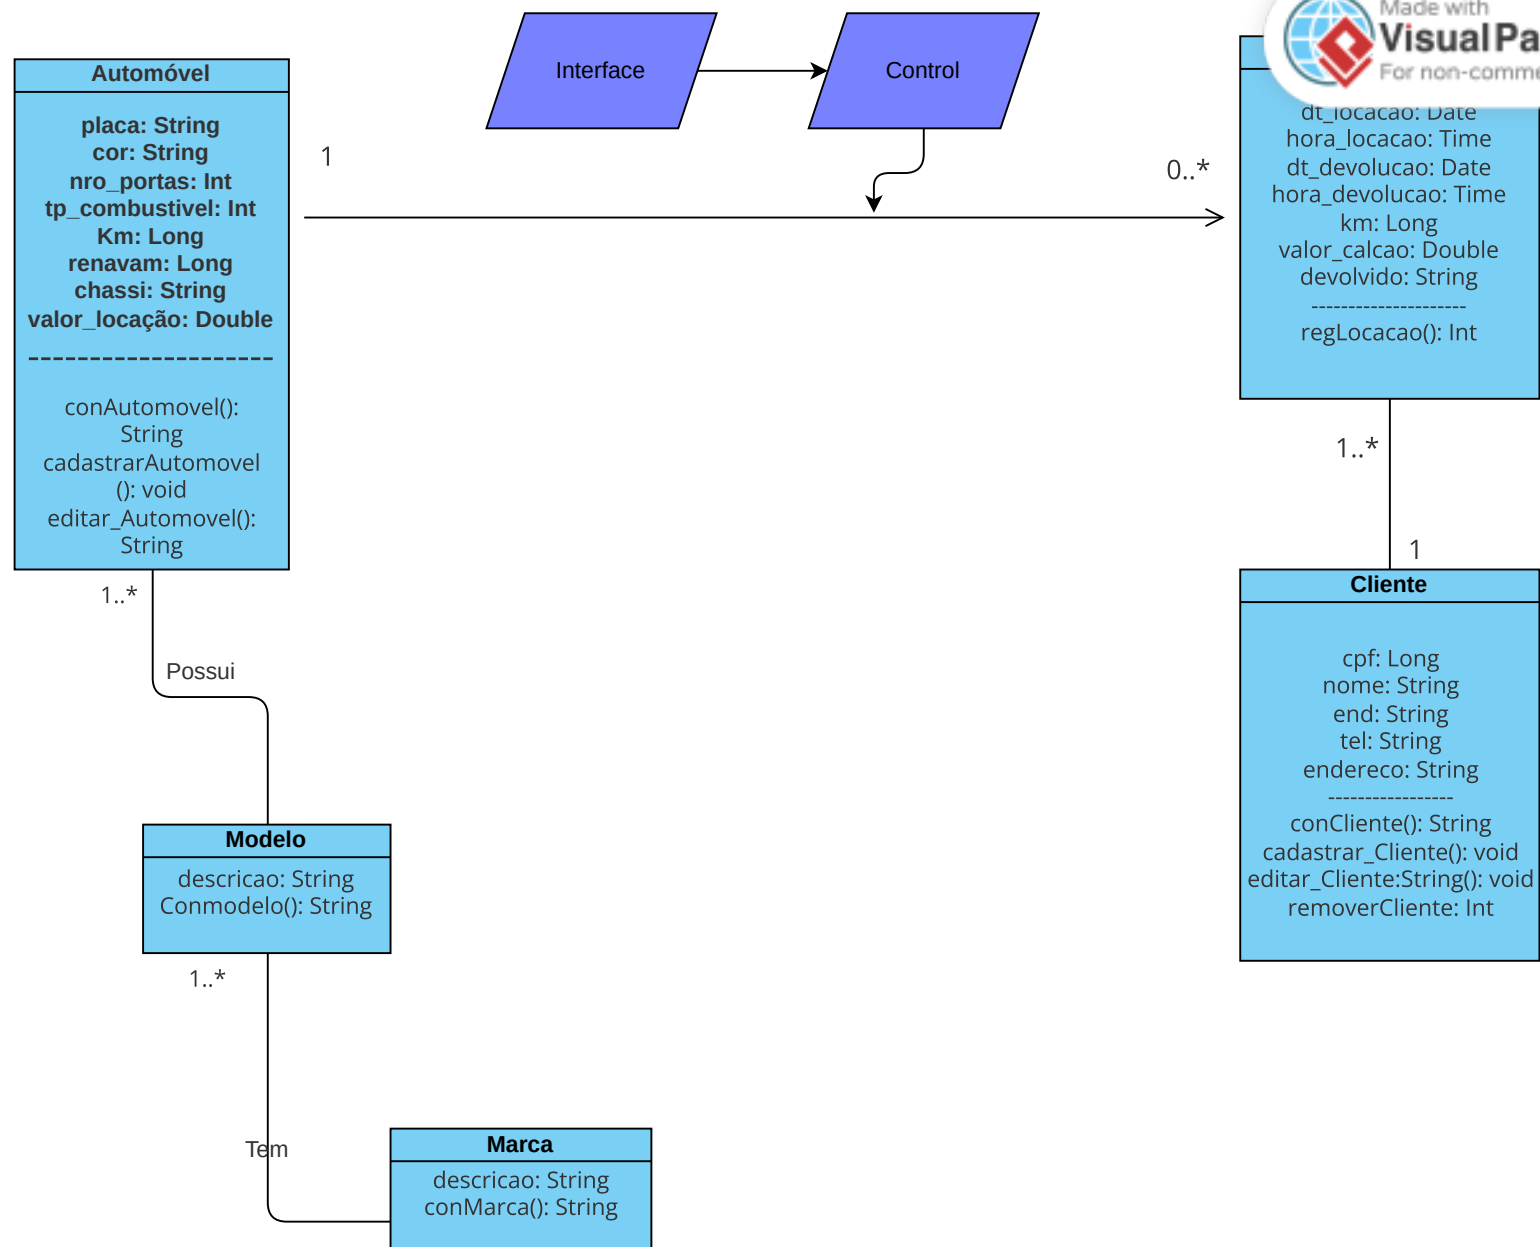 Made with
Visual Pa
For non-comme
Interface
Control
Automóvel
placa: String
cor: String
nro_portas: Int
tp_combustivel: Int
Km: Long
renavam: Long
chassi: String
valor_locação: Double
--------------------
conAutomovel():
String
cadastrarAutomovel
(): void
editar_Automovel():
String
1
0..*
dt_locacao: Date
hora_locacao: Time
dt_devolucao: Date
hora_devolucao: Time
km: Long
valor_calcao: Double
devolvido: String
---------------------
regLocacao(): Int
1..*
1
Cliente
cpf: Long
nome: String
end: String
tel: String
endereco: String
-----------------
conCliente(): String
cadastrar_Cliente(): void
editar_Cliente:String(): void
removerCliente: Int
1..*
Possui
Modelo
descricao: String
Conmodelo(): String
1..*
Tem
Marca
descricao: String
conMarca(): String